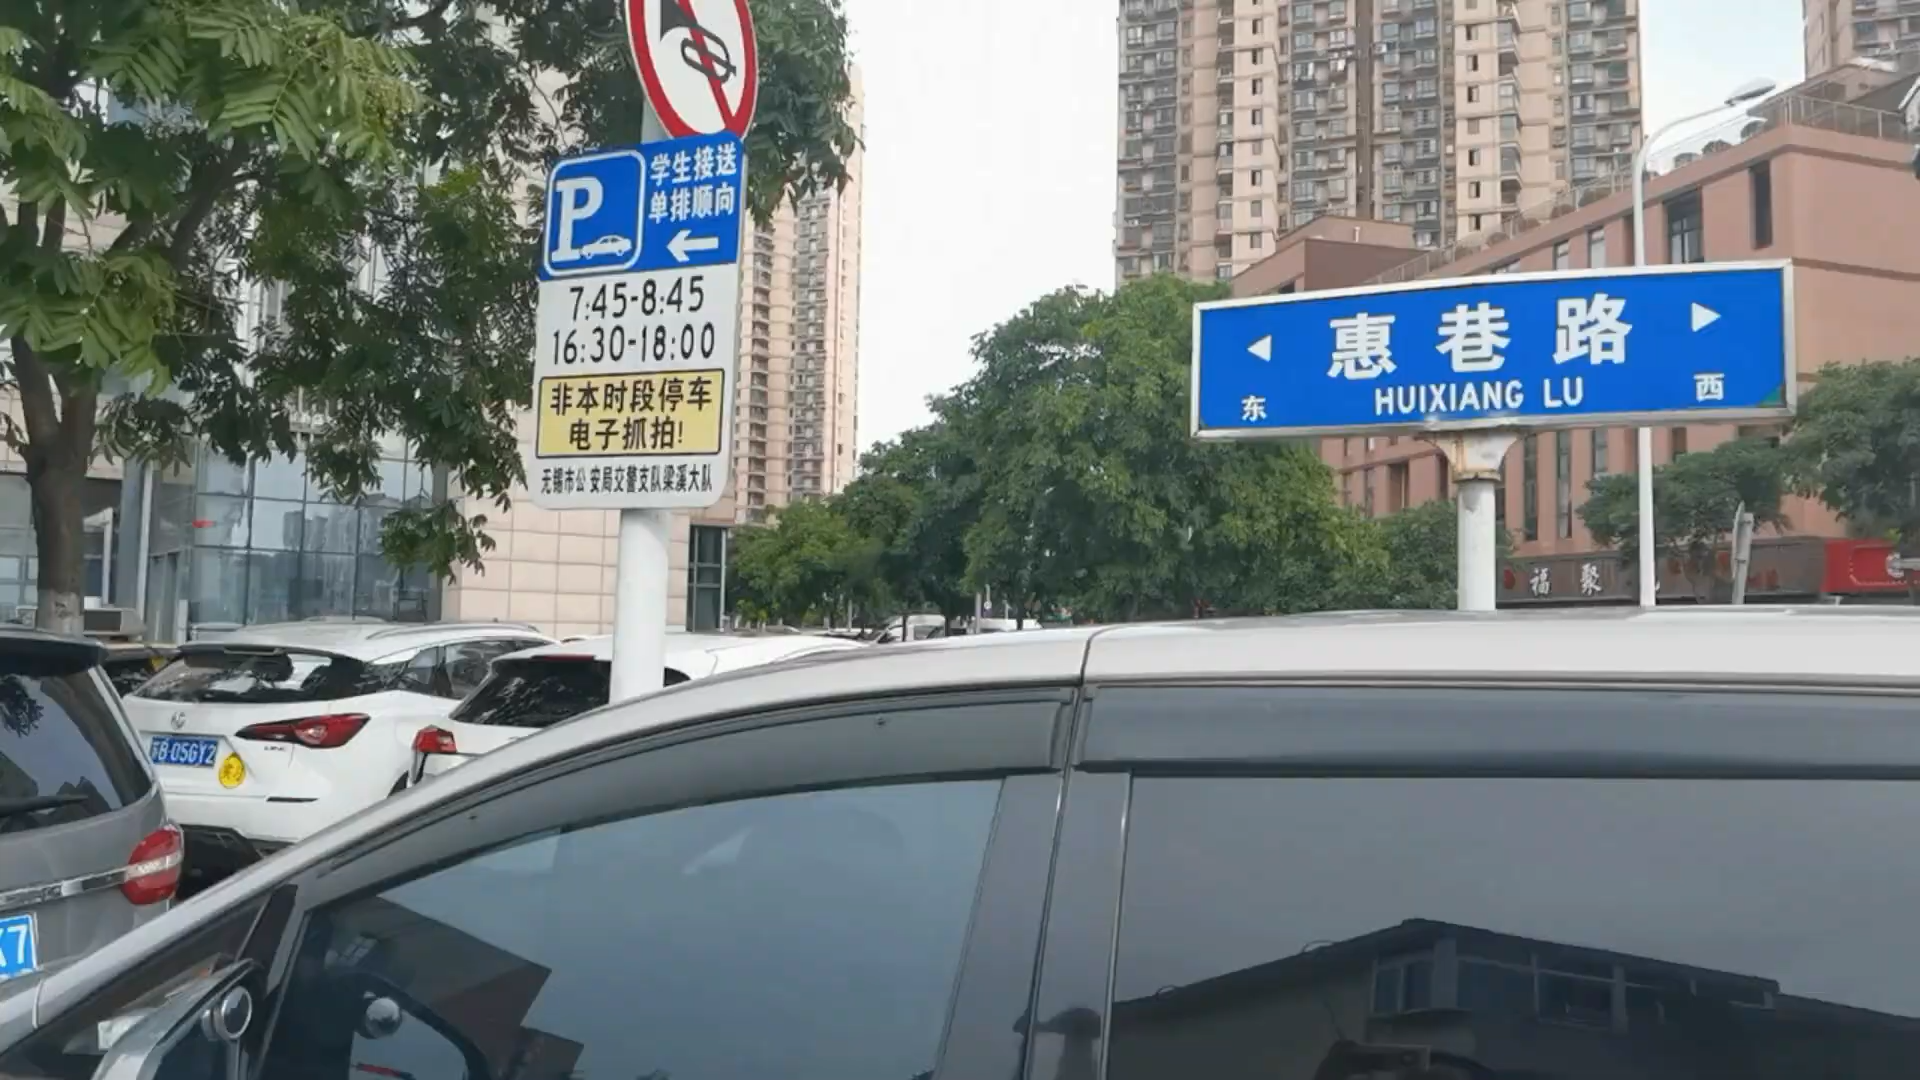 P
学生接送
单排顺向
7:45-8:45
16:30-18:00
非本时段停车
电子抓拍!
无锡市公安局交警支队梁溪大队
惠巷路
HUIXIANG LU
东
西
福聚
B·05GY2
K7